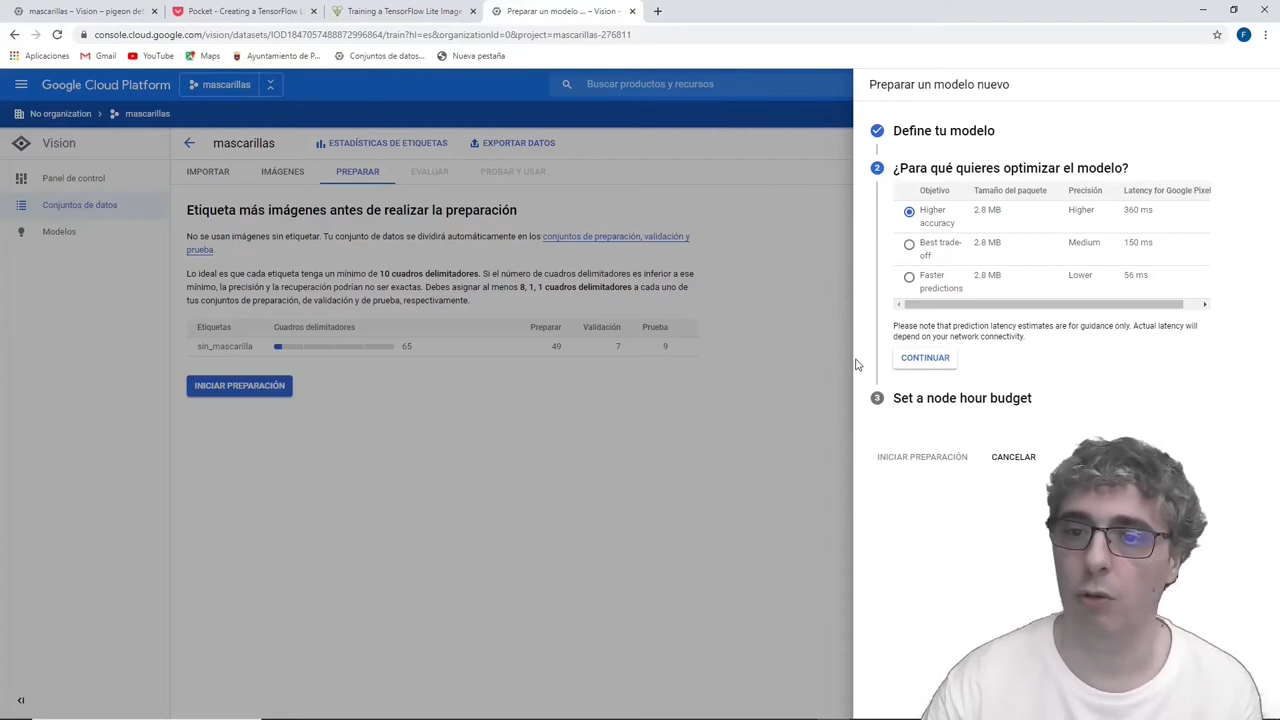 mascarillas – Vision – pigeon det
Pocket - Creating a TensorFlow L
Training a TensorFlow Lite Image
Preparar un modelo ... – Vision –
console.cloud.google.com/vision/datasets/IOD1847057488872996864/train?hl=es&organizationId=0&project=mascarillas-276811
F
Aplicaciones
Gmail
YouTube
Maps
Ayuntamiento de P...
Conjuntos de datos...
Nueva pestaña
Google Cloud Platform
mascarillas
Buscar productos y recursos
No organization
mascarillas
Vision
mascarillas
ESTADÍSTICAS DE ETIQUETAS
EXPORTAR DATOS
Panel de control
Conjuntos de datos
Modelos
IMPORTAR
IMÁGENES
PREPARAR
EVALUAR
PROBAR Y USAR
Etiqueta más imágenes antes de realizar la preparación
No se usan imágenes sin etiquetar. Tu conjunto de datos se dividirá automáticamente en los conjuntos de preparación, validación y
prueba.
Lo ideal es que cada etiqueta tenga un mínimo de 10 cuadros delimitadores. Si el número de cuadros delimitadores es inferior a ese
mínimo, la precisión y la recuperación podrían no ser exactas. Debes asignar al menos 8, 1, 1 cuadros delimitadores a cada uno de
tus conjuntos de preparación, de validación y de prueba, respectivamente.
Etiquetas Cuadros delimitadores Preparar Validación Prueba
sin_mascarilla 65 49 7 9
INICIAR PREPARACIÓN
Preparar un modelo nuevo
Define tu modelo
2 ¿Para qué quieres optimizar el modelo?
Objetivo Tamaño del paquete Precisión Latency for Google Pixel
Higher 2.8 MB Higher 360 ms
accuracy
Best trade- 2.8 MB Medium 150 ms
off
Faster 2.8 MB Lower 56 ms
predictions
Please note that prediction latency estimates are for guidance only. Actual latency will
depend on your network connectivity.
CONTINUAR
3 Set a node hour budget
INICIAR PREPARACIÓN CANCELAR